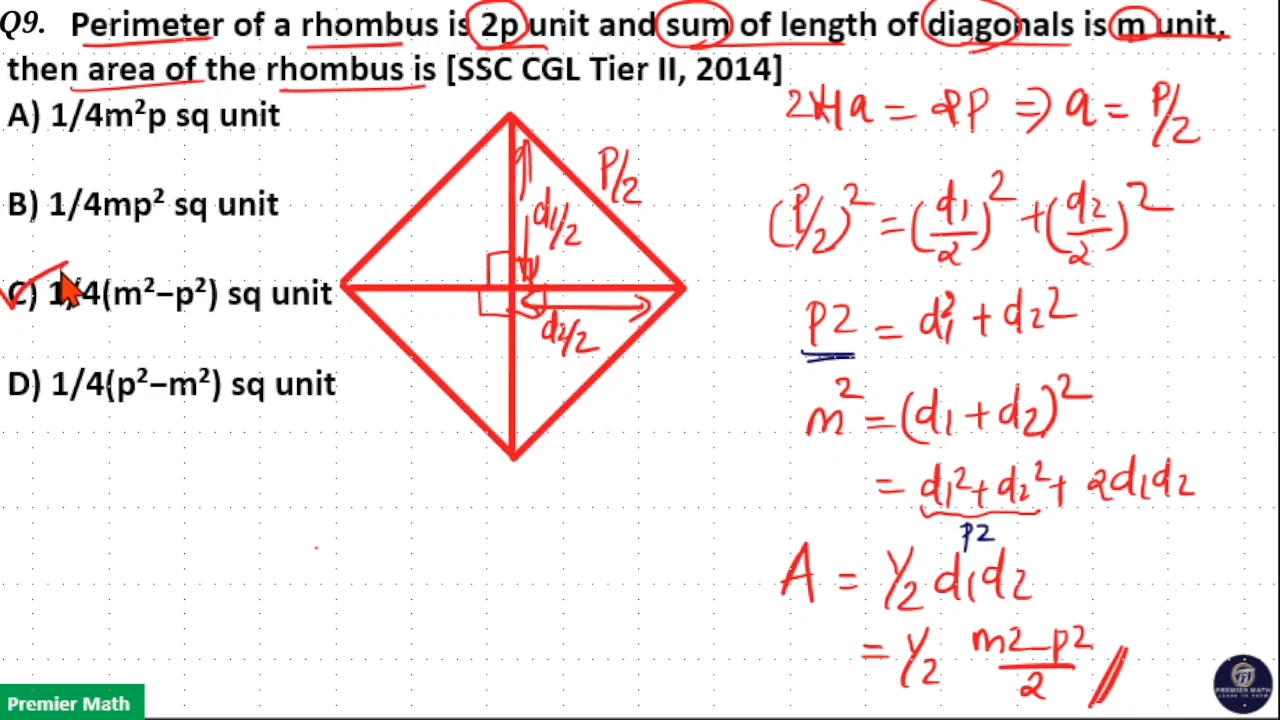 Q9. Perimeter of a rhombus is 2p unit and sum of length of diagonals is m unit,
then area of the rhombus is [SSC CGL Tier II, 2014]
A) 1/4m²p sq unit
B) 1/4mp² sq unit
C) 1/4(m²–p²) sq unit
D) 1/4(p²–m²) sq unit
P/2
d1/2
d2/2
24a = 2P ⇒ a = P/2
(P/2)² = (d1/2)² + (d2/2)²
P2 = d1² + d2²
m² = (d1 + d2)²
= d1² + d2² + 2d1d2
P2
A = 1/2 d1d2
= 1/2 m2-p2/2 //
Premier Math
PREMIER MATH